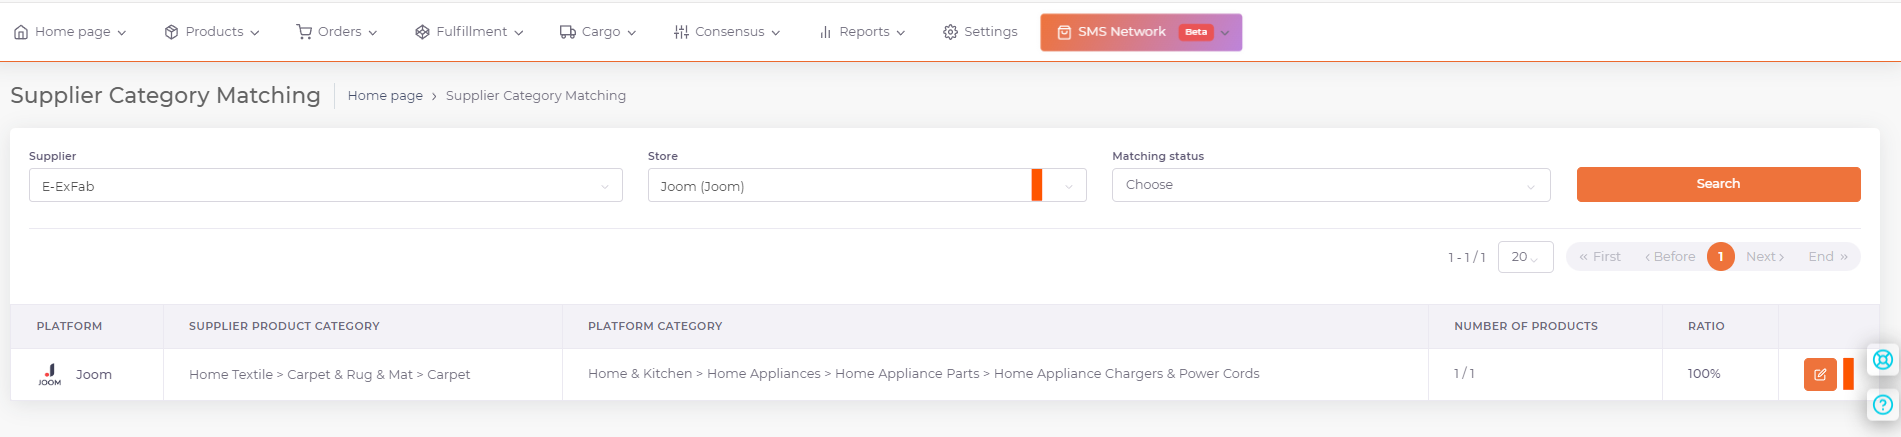 Home page Products Orders Fulfillment Cargo Consensus Reports Settings SMS Network Beta
Supplier Category Matching Home page › Supplier Category Matching
Supplier Store Matching status
E-ExFab Joom (Joom) Choose Search
1 - 1 / 1 20 « First ‹ Before 1 Next › End »
PLATFORM SUPPLIER PRODUCT CATEGORY PLATFORM CATEGORY NUMBER OF PRODUCTS RATIO
JOOM Joom Home Textile > Carpet & Rug & Mat > Carpet Home & Kitchen > Home Appliances > Home Appliance Parts > Home Appliance Chargers & Power Cords 1 / 1 100%